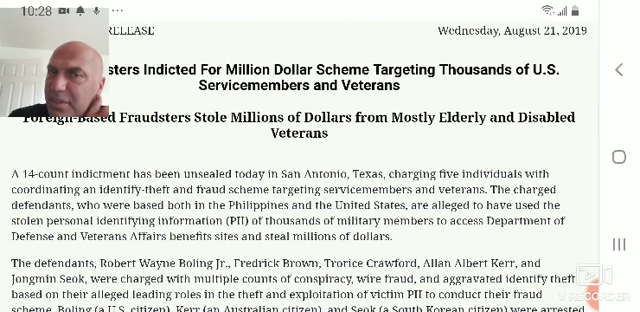 10:28
RELEASE
Wednesday, August 21, 2019
sters Indicted For Million Dollar Scheme Targeting Thousands of U.S.
Servicemembers and Veterans
Foreign-Based Fraudsters Stole Millions of Dollars from Mostly Elderly and Disabled
Veterans
A 14-count indictment has been unsealed today in San Antonio, Texas, charging five individuals with
coordinating an identify-theft and fraud scheme targeting servicemembers and veterans. The charged
defendants, who were based both in the Philippines and the United States, are alleged to have used the
stolen personal identifying information (PII) of thousands of military members to access Department of
Defense and Veterans Affairs benefits sites and steal millions of dollars.
The defendants, Robert Wayne Boling Jr., Fredrick Brown, Trorice Crawford, Allan Albert Kerr, and
Jongmin Seok, were charged with multiple counts of conspiracy, wire fraud, and aggravated identify theft
based on their alleged leading roles in the theft and exploitation of victim PII to conduct their fraud
scheme. Boling (a U.S. citizen), Kerr (an Australian citizen), and Seok (a South Korean citizen) were arrested
V RECORDER